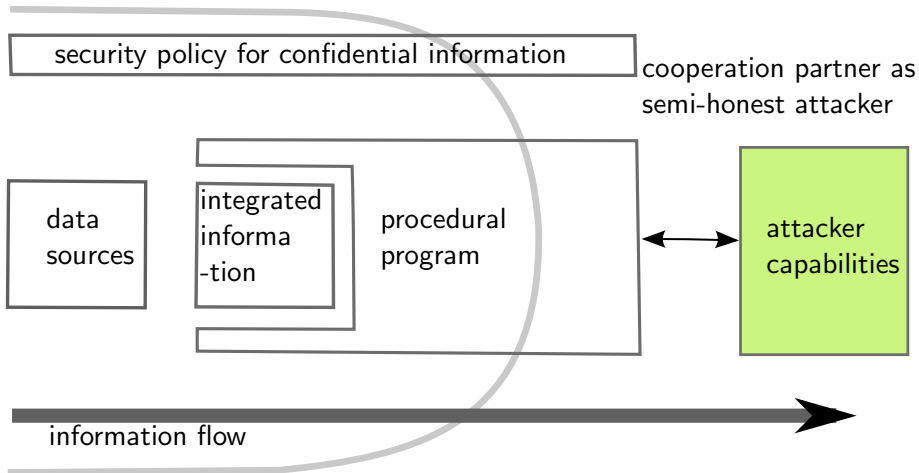 security policy for confidential information
cooperation partner as
semi-honest attacker
data
sources
integrated
informa
-tion
procedural
program
attacker
capabilities
information flow